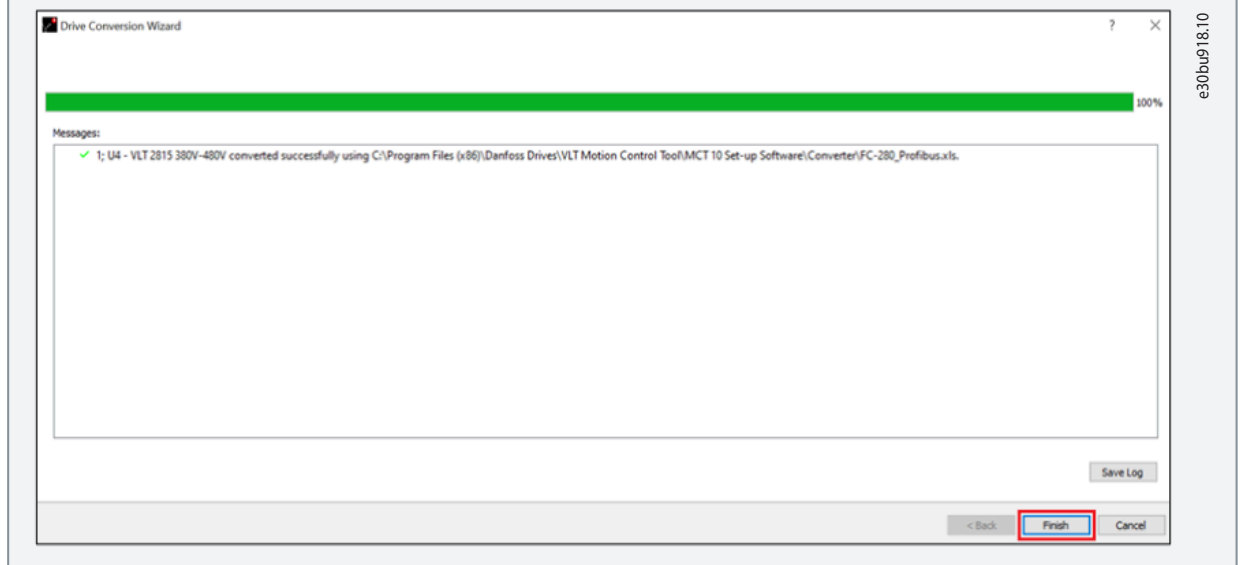 Drive Conversion Wizard
? ×
100%
Messages:
✓ 1; U4 - VLT 2815 380V-480V converted successfully using C:\Program Files (x86)\Danfoss Drives\VLT Motion Control Tool\MCT 10 Set-up Software\Converter\FC-280_Profibus.xls.
Save Log
< Back Finish Cancel
e30bu918.10